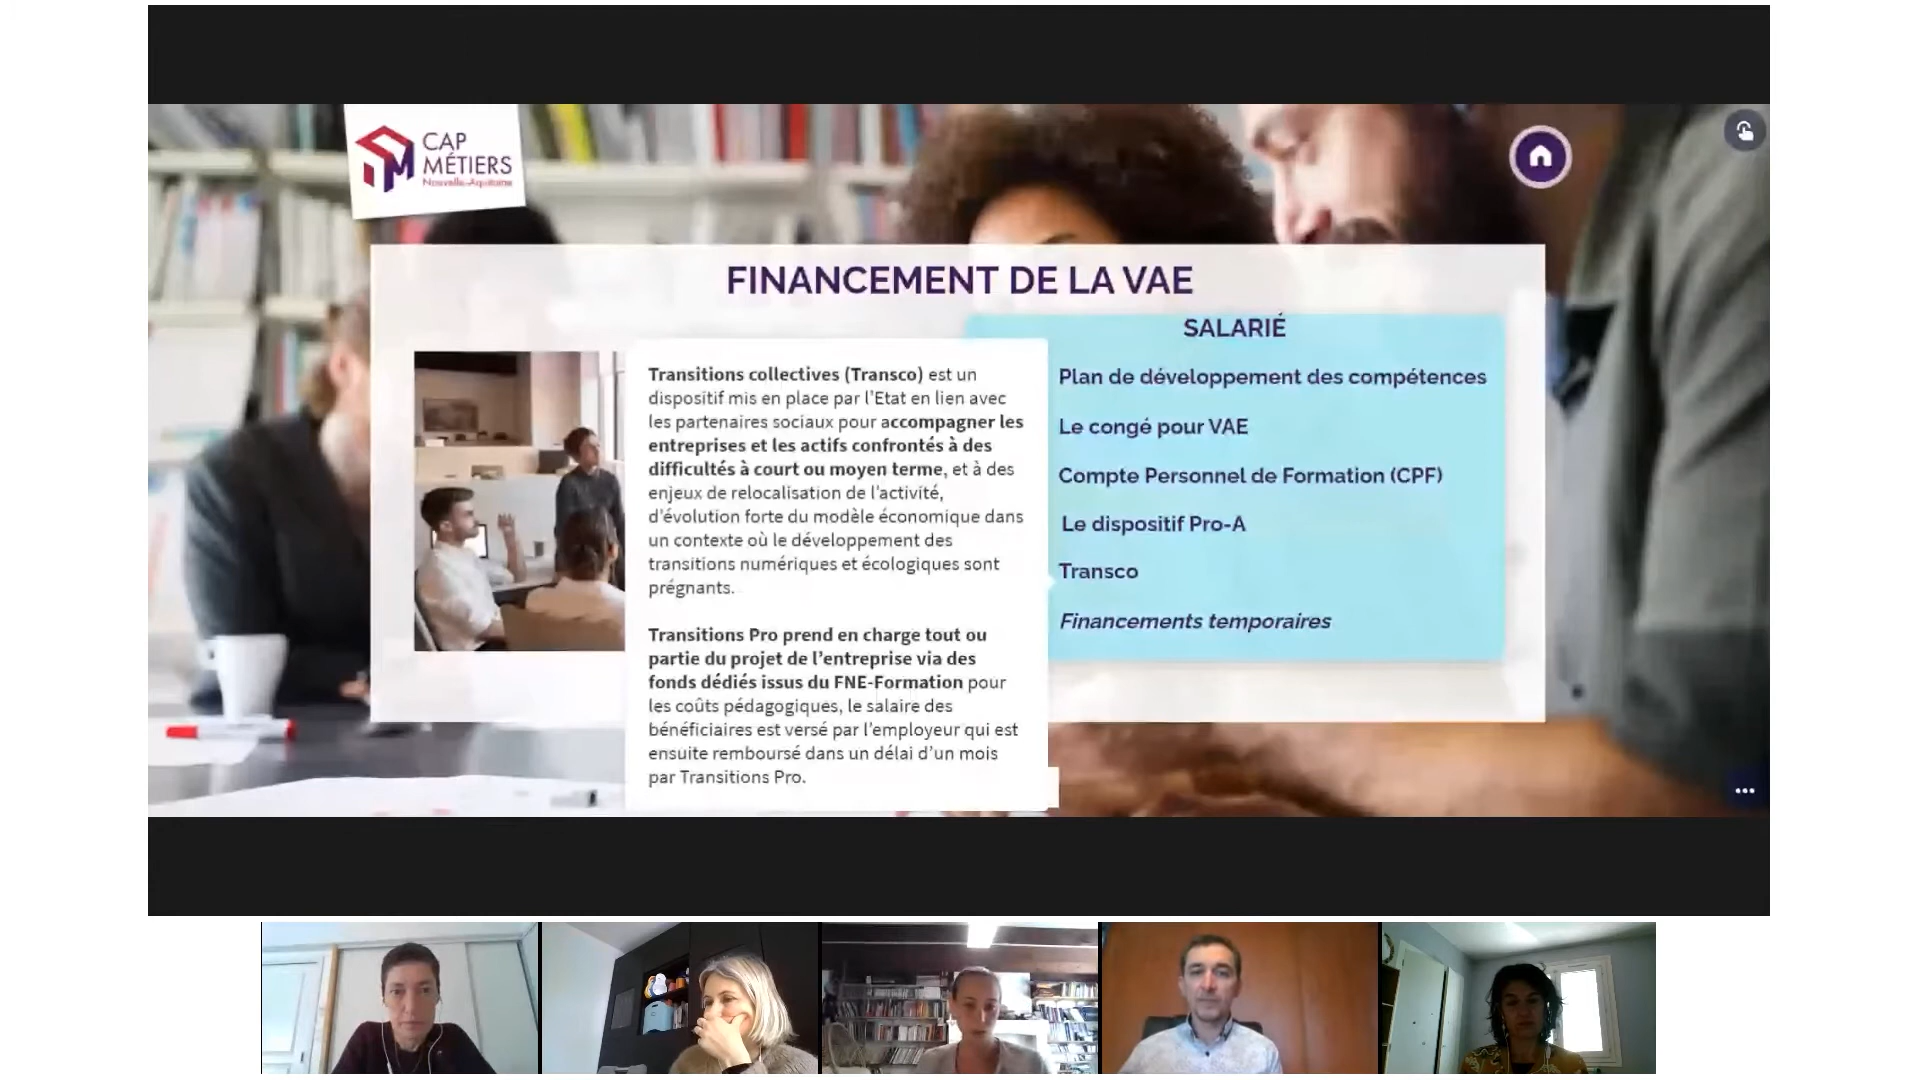 CAP
MÉTIERS
Nouvelle-Aquitaine
FINANCEMENT DE LA VAE
Transitions collectives (Transco) est un
dispositif mis en place par l'Etat en lien avec
les partenaires sociaux pour accompagner les
entreprises et les actifs confrontés à des
difficultés à court ou moyen terme, et à des
enjeux de relocalisation de l'activité,
d'évolution forte du modèle économique dans
un contexte où le développement des
transitions numériques et écologiques sont
prégnants.
Transitions Pro prend en charge tout ou
partie du projet de l'entreprise via des
fonds dédiés issus du FNE-Formation pour
les coûts pédagogiques, le salaire des
bénéficiaires est versé par l'employeur qui est
ensuite remboursé dans un délai d'un mois
par Transitions Pro.
SALARIÉ
Plan de développement des compétences
Le congé pour VAE
Compte Personnel de Formation (CPF)
Le dispositif Pro-A
Transco
Financements temporaires